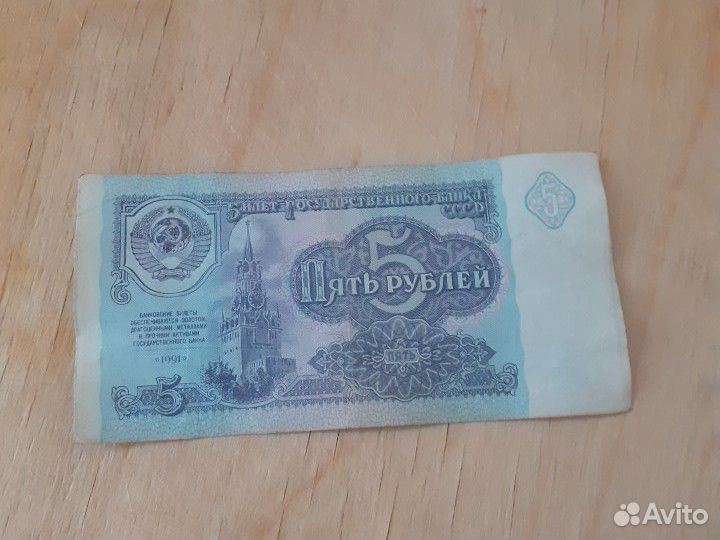 Билет Государственного Банка
СССР
5
5
Пять рублей
БАНКОВСКИЕ БИЛЕТЫ
ОБЕСПЕЧИВАЮТСЯ ЗОЛОТОМ,
ДРАГОЦЕННЫМИ МЕТАЛЛАМИ
И ПРОЧИМИ АКТИВАМИ
ГОСУДАРСТВЕННОГО БАНКА
1991
ПЯТЬ
5
Avito